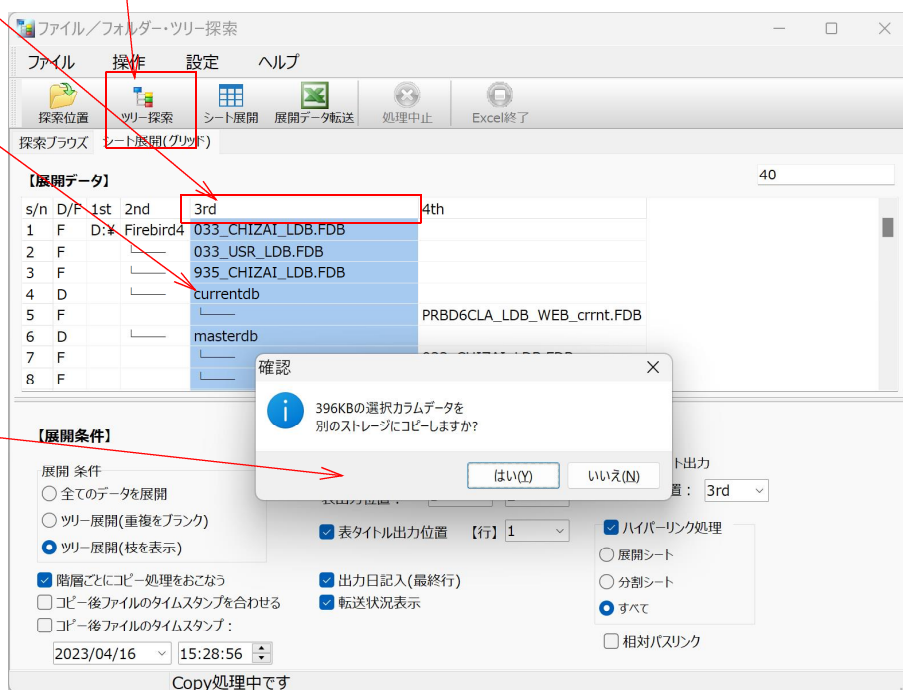 ファイル／フォルダー・ツリー探索
ファイル 操作 設定 ヘルプ
探索位置 ツリー探索 シート展開 展開データ転送 処理中止 Excel終了
探索ブラウズ シート展開(グリッド)
【展開データ】 40
s/n D/F 1st 2nd 3rd 4th
1 F D:¥ Firebird4 033_CHIZAI_LDB.FDB
2 F 033_USR_LDB.FDB
3 F 935_CHIZAI_LDB.FDB
4 D currentdb
5 F PRBD6CLA_LDB_WEB_crrnt.FDB
6 D masterdb
7 F
8 F
確認
396KBの選択カラムデータを
別のストレージにコピーしますか?
はい(Y) いいえ(N)
【展開条件】
展開 条件
全てのデータを展開
ツリー展開(重複をブランク)
ツリー展開(枝を表示)
階層ごとにコピー処理をおこなう
コピー後ファイルのタイムスタンプを合わせる
コピー後ファイルのタイムスタンプ：
2023/04/16 15:28:56
表タイトル出力位置 【行】 1
出力日記入(最終行)
転送状況表示
ト出力
置： 3rd
ハイパーリンク処理
展開シート
分割シート
すべて
相対パスリンク
Copy処理中です